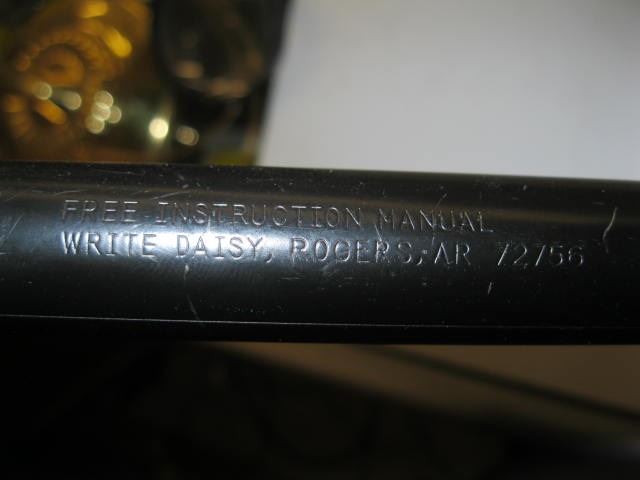 FREE INSTRUCTION MANUAL
WRITE DAISY, ROGERS, AR 72756